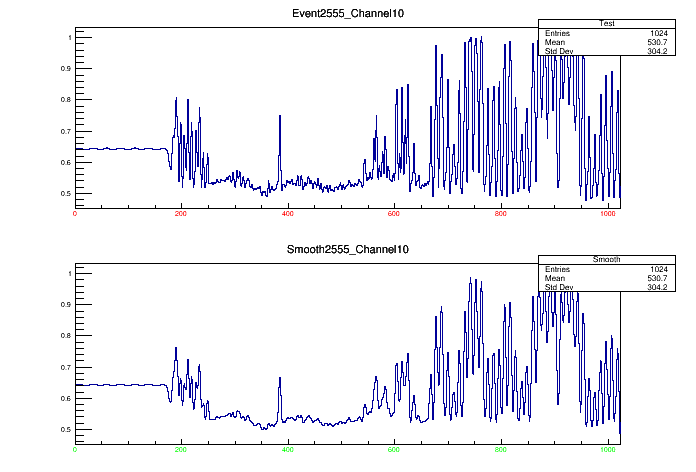 Event2555_Channel10
Test
Entries 1024
Mean 530.7
Std Dev 304.2
1
0.9
0.8
0.7
0.6
0.5
0 200 400 600 800 1000
Smooth2555_Channel10
Smooth
Entries 1024
Mean 530.7
Std Dev 304.2
1
0.9
0.8
0.7
0.6
0.5
0 200 400 600 800 1000